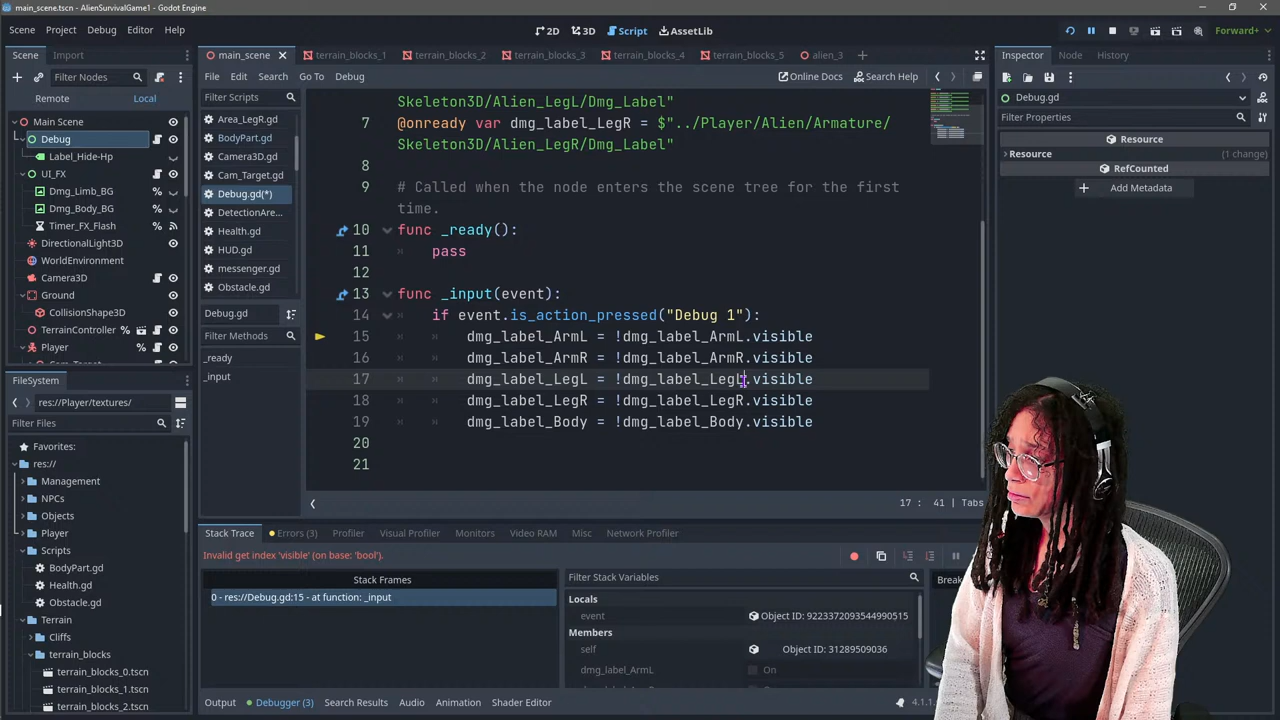 main_scene.tscn - AlienSurvivalGame1 - Godot Engine
Scene Project Debug Editor Help
2D 3D Script AssetLib
Forward+
Scene Import
main_scene terrain_blocks_1 terrain_blocks_2 terrain_blocks_3 terrain_blocks_4 terrain_blocks_5 alien_3
Inspector Node History
Filter Nodes
File Edit Search Go To Debug
Online Docs Search Help
Remote Local
Filter Scripts
Debug.gd
Filter Properties
Main Scene
Debug
Label_Hide-Hp
UI_FX
Dmg_Limb_BG
Dmg_Body_BG
Timer_FX_Flash
DirectionalLight3D
WorldEnvironment
Camera3D
Ground
CollisionShape3D
TerrainController
Player
Area_LegR.gd
BodyPart.gd
Camera3D.gd
Cam_Target.gd
Debug.gd(*)
DetectionArea...
Health.gd
HUD.gd
messenger.gd
Obstacle.gd
Debug.gd
Filter Methods
_ready
_input
Skeleton3D/Alien_LegL/Dmg_Label"
7 @onready var dmg_label_LegR = $"../Player/Alien/Armature/
Skeleton3D/Alien_LegR/Dmg_Label"
8
9 # Called when the node enters the scene tree for the first
time.
10 func _ready():
11 pass
12
13 func _input(event):
14 if event.is_action_pressed("Debug 1"):
15 dmg_label_ArmL = !dmg_label_ArmL.visible
16 dmg_label_ArmR = !dmg_label_ArmR.visible
17 dmg_label_LegL = !dmg_label_LegL.visible
18 dmg_label_LegR = !dmg_label_LegR.visible
19 dmg_label_Body = !dmg_label_Body.visible
20
21
17 : 41 | Tabs
Resource
Resource (1 change)
RefCounted
Add Metadata
FileSystem
res://Player/textures/
Filter Files
Favorites:
res://
Management
NPCs
Objects
Player
Scripts
BodyPart.gd
Health.gd
Obstacle.gd
Terrain
Cliffs
terrain_blocks
terrain_blocks_0.tscn
terrain_blocks_1.tscn
terrain_blocks_2.tscn
Stack Trace Errors (3) Profiler Visual Profiler Monitors Video RAM Misc Network Profiler
Invalid get index 'visible' (on base: 'bool').
Stack Frames
0 - res://Debug.gd:15 - at function: _input
Filter Stack Variables
Locals
event Object ID: 9223372093544990515
Members
self Object ID: 31289509036
dmg_label_ArmL On
Output Debugger (3) Search Results Audio Animation Shader Editor